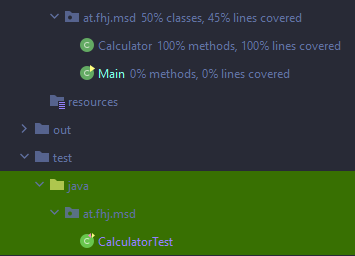 at.fhj.msd 50% classes, 45% lines covered
Calculator 100% methods, 100% lines covered
Main 0% methods, 0% lines covered
resources
out
test
java
at.fhj.msd
CalculatorTest